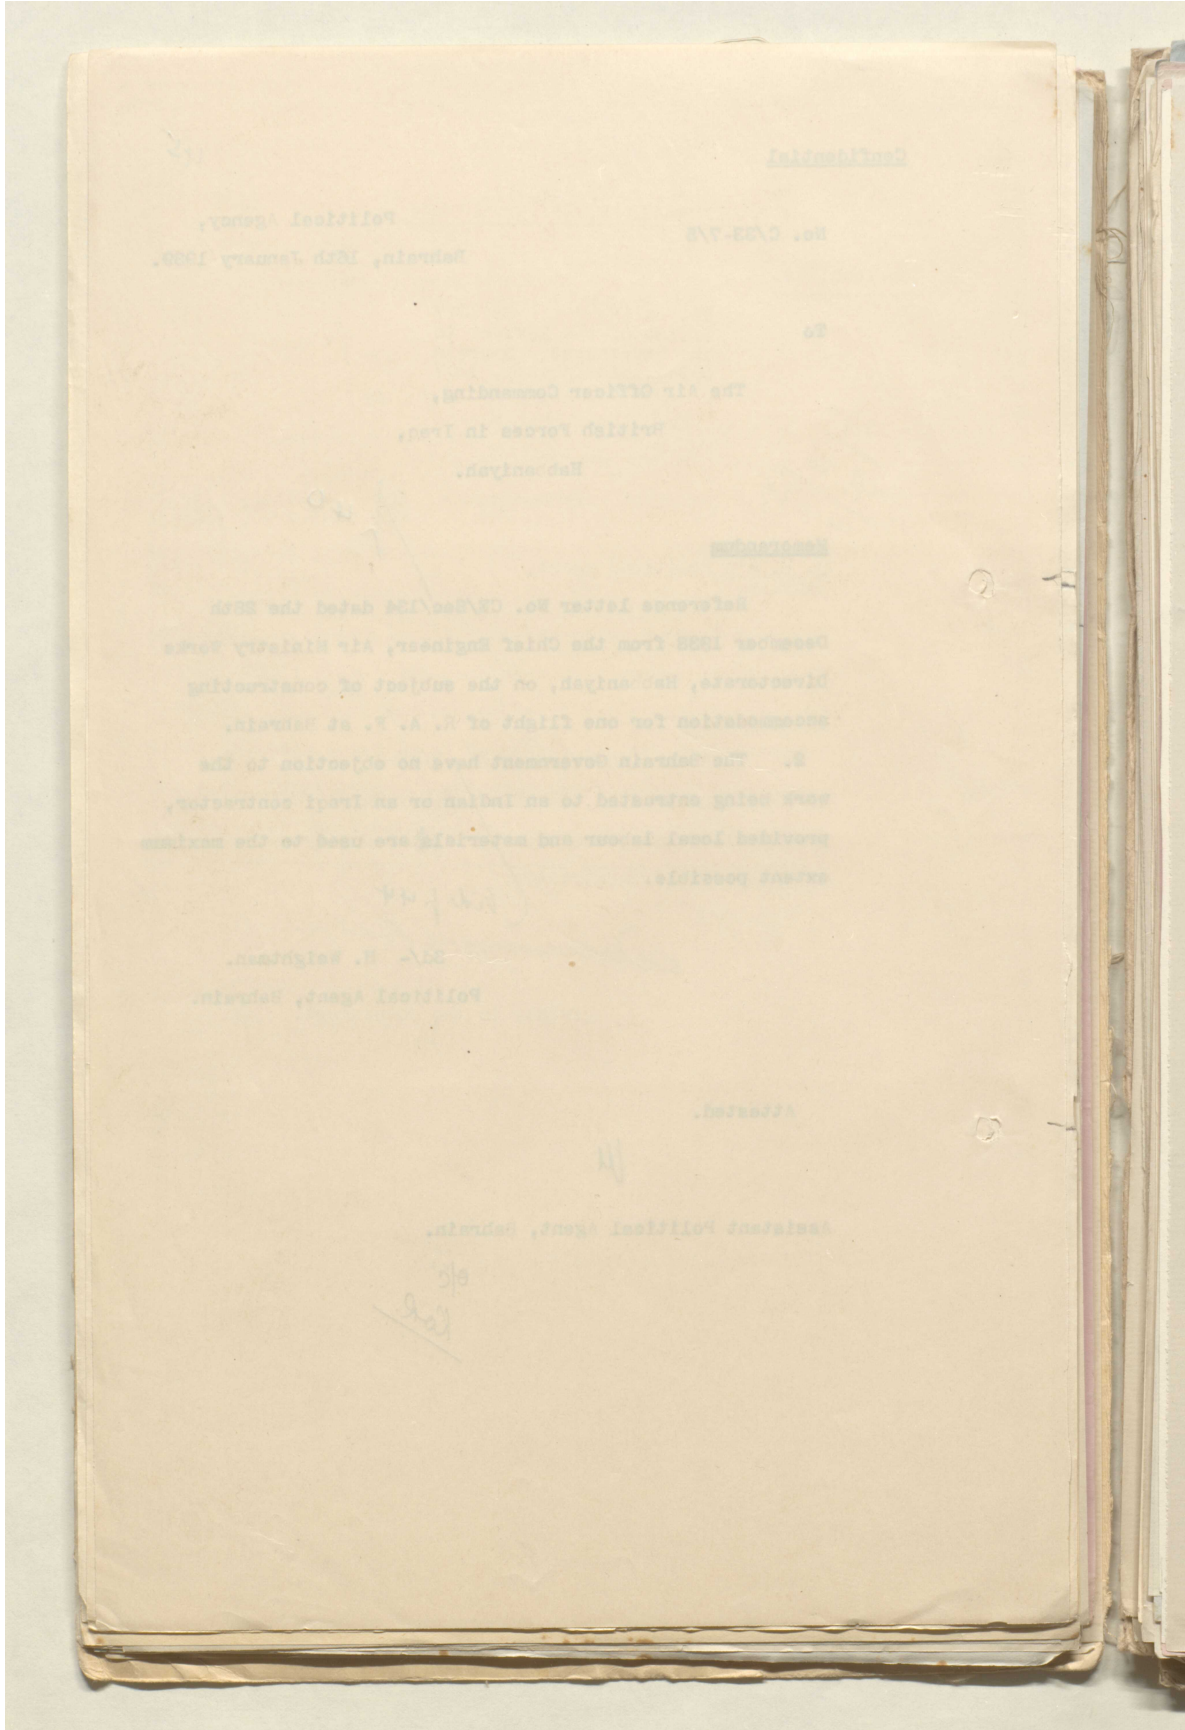 Confidential
Political Agency,
No. C/33-7/5
Bahrain, 16th January 1939.
To
The Air Officer Commanding,
British Forces in Iraq,
Habbaniyah.
Memorandum
Reference letter No. CE/Sec/134 dated the 28th
December 1938 from the Chief Engineer, Air Ministry Works
Directorate, Habbaniyah, on the subject of constructing
accommodation for one flight of R. A. F. at Bahrain.
2. The Bahrain Government have no objection to the
work being entrusted to an Indian or an Iraqi contractor,
provided local labour and materials are used to the maximum
extent possible.
Sd/- H. Weightman.
Political Agent, Bahrain.
Attested.
Assistant Political Agent, Bahrain.